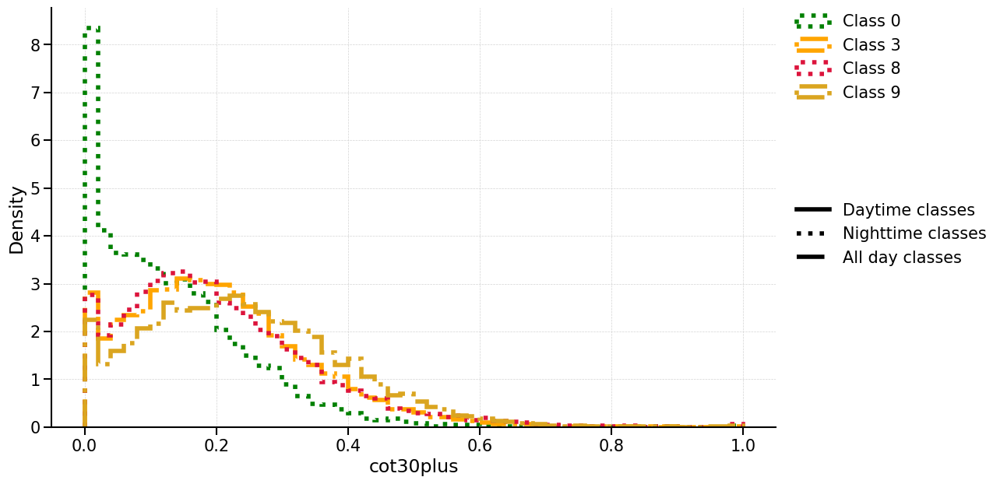 Class 0
Class 3
Class 8
Class 9
Daytime classes
Nighttime classes
All day classes
Density
8
7
6
5
4
3
2
1
0
0.0 0.2 0.4 0.6 0.8 1.0
cot30plus